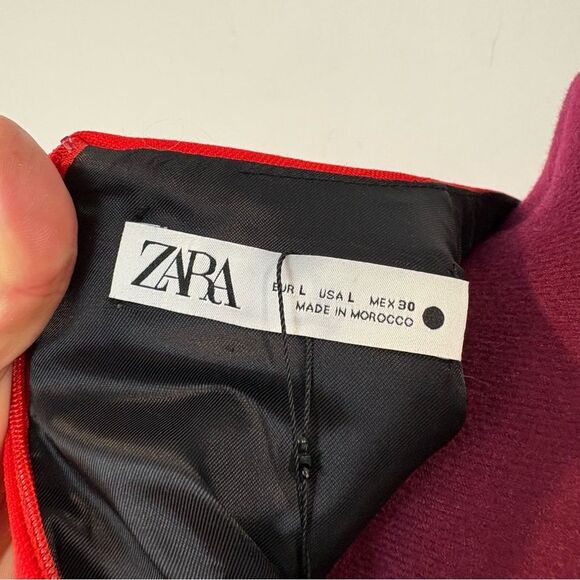 ZARA
EUR L USA L MEX 30
MADE IN MOROCCO